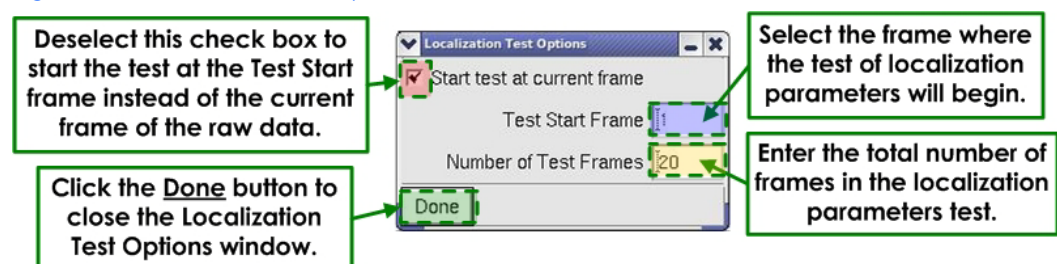 Deselect this check box to
start the test at the Test Start
frame instead of the current
frame of the raw data.
Click the Done button to
close the Localization
Test Options window.
Localization Test Options
Start test at current frame
Test Start Frame
Number of Test Frames 20
Done
Select the frame where
the test of localization
parameters will begin.
Enter the total number of
frames in the localization
parameters test.